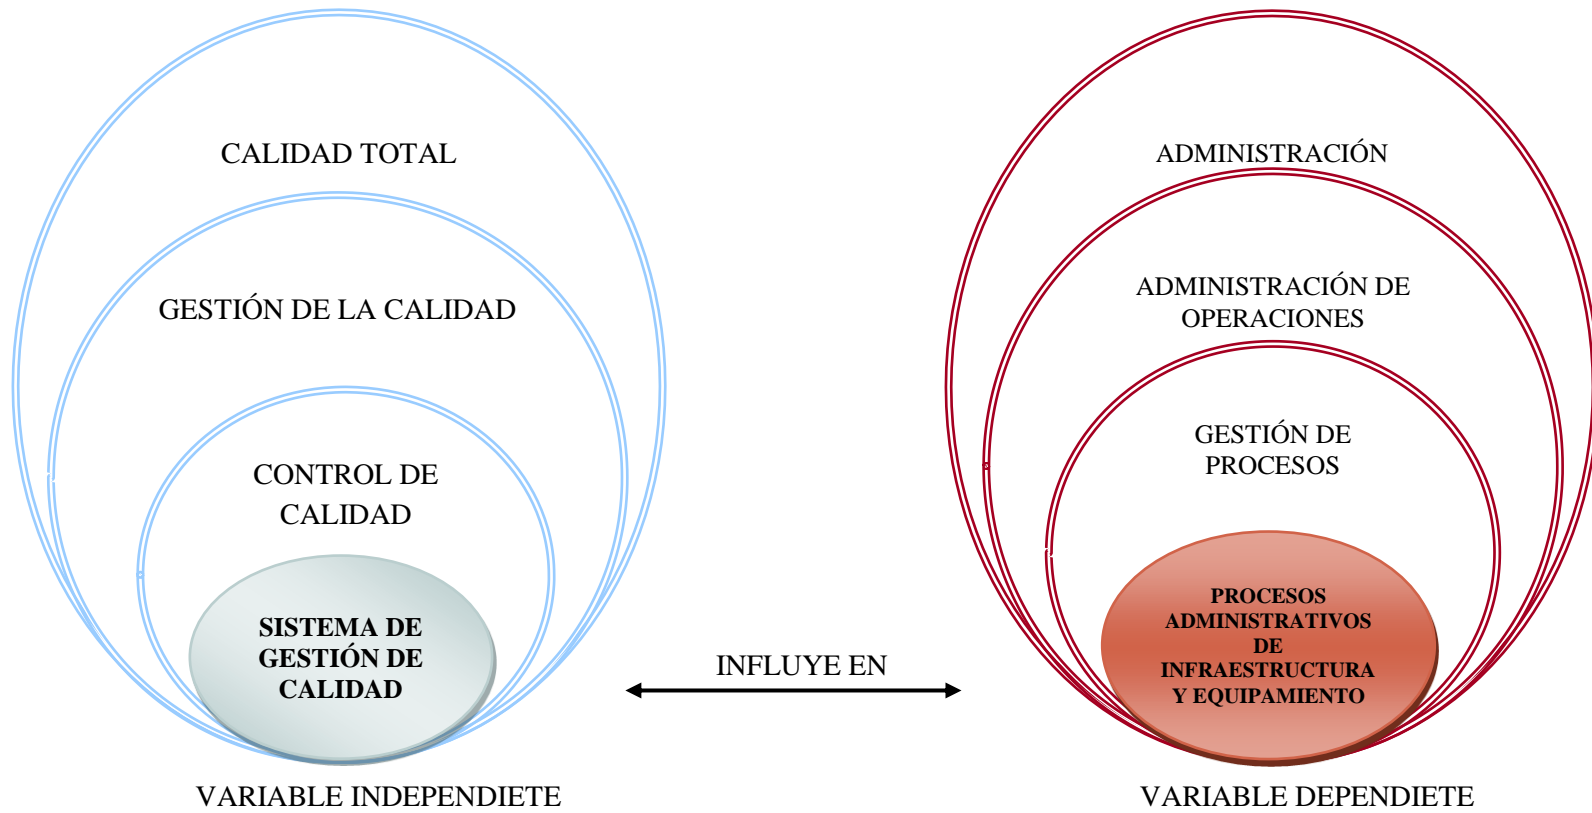 CALIDAD TOTAL
GESTIÓN DE LA CALIDAD
CONTROL DE
CALIDAD
SISTEMA DE
GESTIÓN DE
CALIDAD
VARIABLE INDEPENDIETE
INFLUYE EN
ADMINISTRACIÓN
ADMINISTRACIÓN DE
OPERACIONES
GESTIÓN DE
PROCESOS
PROCESOS
ADMINISTRATIVOS
DE
INFRAESTRUCTURA
Y EQUIPAMIENTO
VARIABLE DEPENDIETE